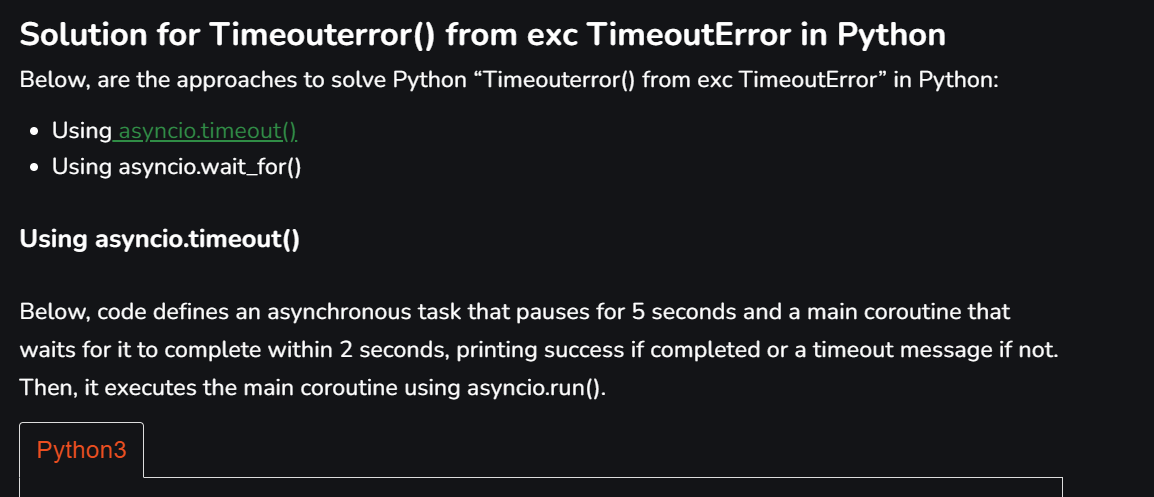 Solution for Timeouterror() from exc TimeoutError in Python
Below, are the approaches to solve Python “Timeouterror() from exc TimeoutError” in Python:
• Using asyncio.timeout()
• Using asyncio.wait_for()
Using asyncio.timeout()
Below, code defines an asynchronous task that pauses for 5 seconds and a main coroutine that
waits for it to complete within 2 seconds, printing success if completed or a timeout message if not.
Then, it executes the main coroutine using asyncio.run().
Python3